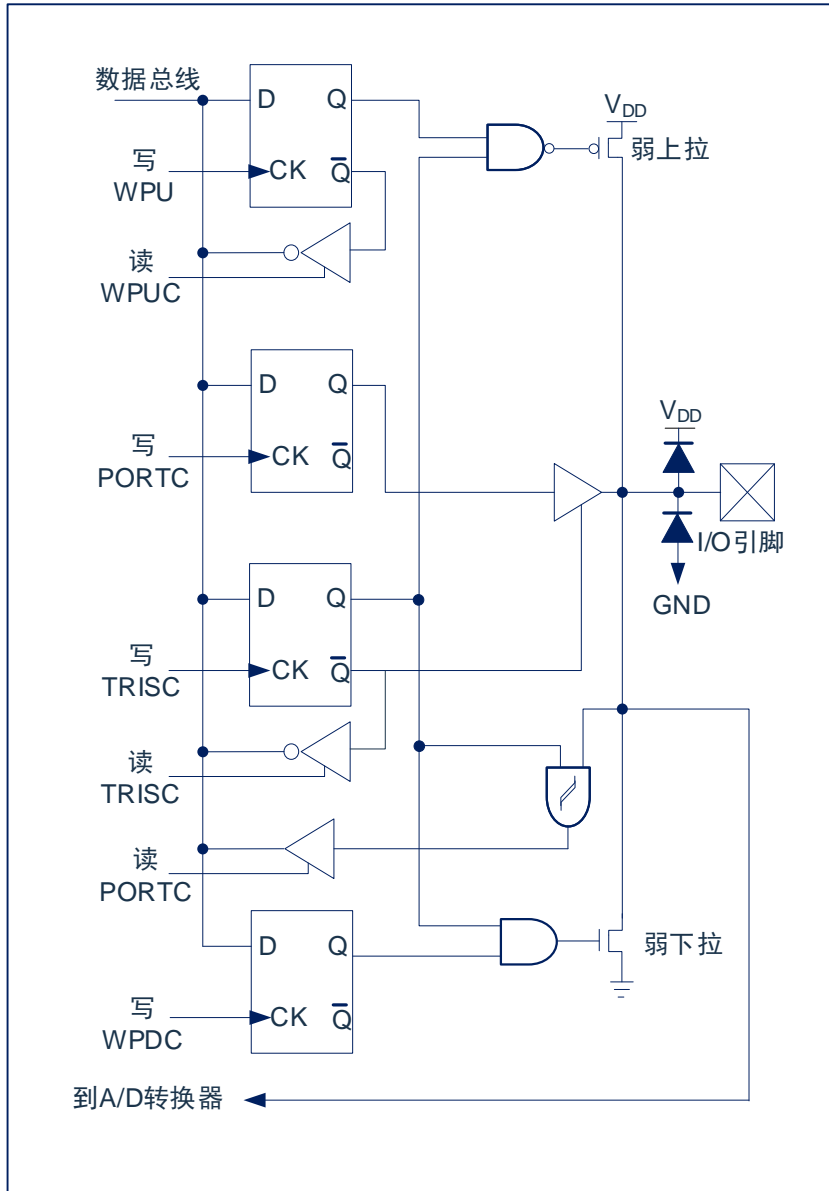 数据总线
D
Q
V_DD
弱上拉
写
WPU
CK
Q̅
读
WPUC
D
Q
V_DD
写
PORTC
CK
Q̅
I/O引脚
GND
D
Q
写
TRISC
CK
Q̅
读
TRISC
读
PORTC
D
Q
弱下拉
写
WPDC
CK
Q̅
到A/D转换器